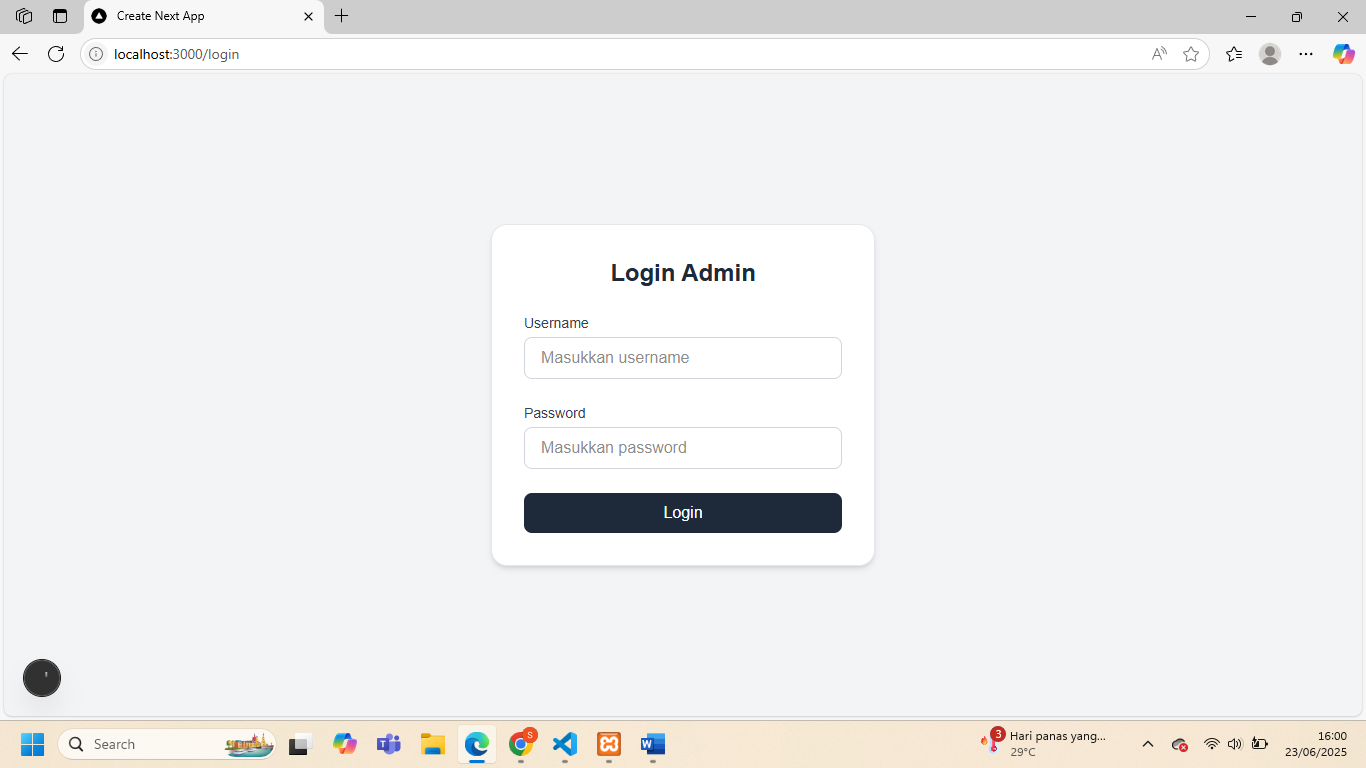 Create Next App
localhost:3000/login
Login Admin
Username
Masukkan username
Password
Masukkan password
Login
Search
S
3
Hari panas yang...
29°C
16:00
23/06/2025